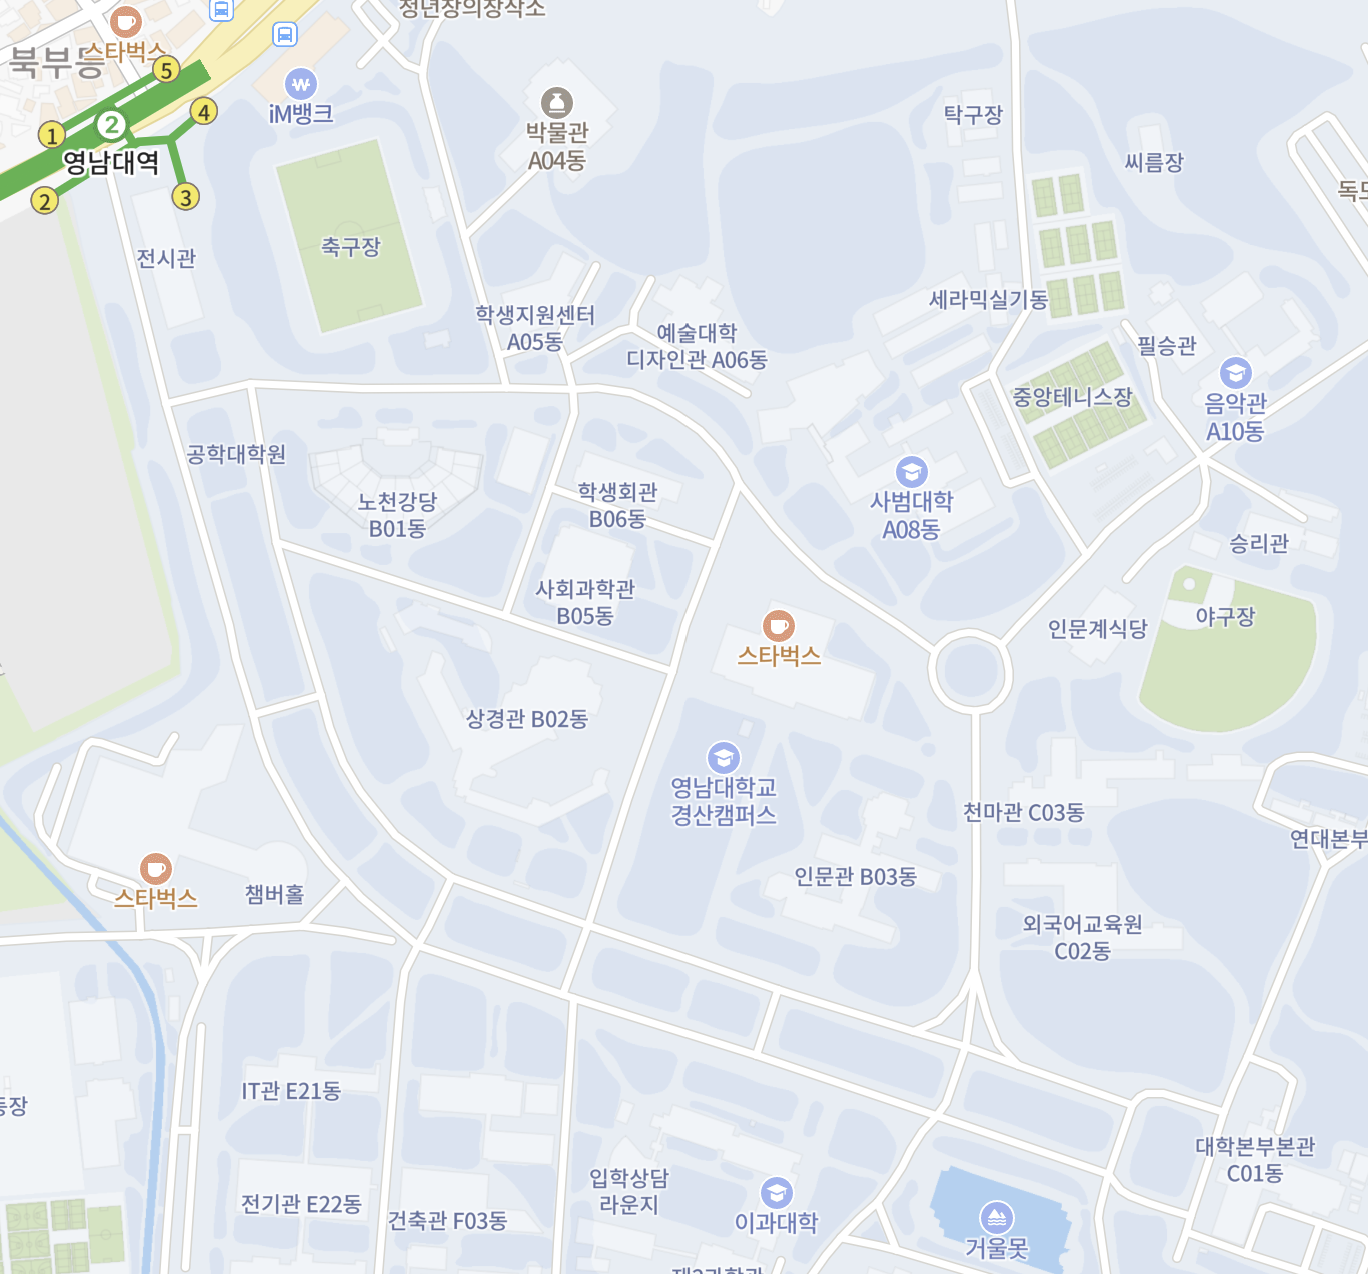 청년창의창작소
스타벅스
북부동
5
iM뱅크
4
2
1
영남대역
3
2
박물관
A04동
탁구장
씨름장
전시관
축구장
학생지원센터
A05동
세라믹실기동
예술대학
디자인관 A06동
필승관
중앙테니스장
음악관
A10동
공학대학원
노천강당
B01동
학생회관
B06동
사범대학
A08동
승리관
사회과학관
B05동
야구장
인문계식당
스타벅스
상경관 B02동
영남대학교
경산캠퍼스
천마관 C03동
연대본부
스타벅스
챔버홀
인문관 B03동
외국어교육원
C02동
IT관 E21동
대학본부본관
C01동
입학상담
라운지
전기관 E22동
건축관 F03동
이과대학
거울못